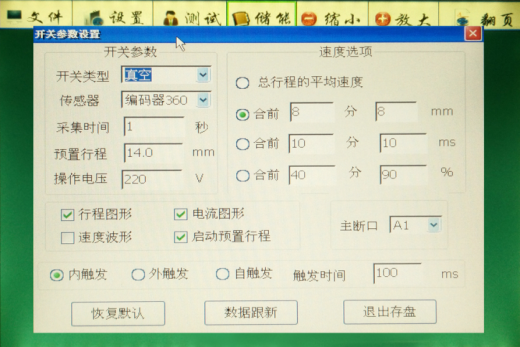 文件 设置 测试 储能 缩小 放大 翻页
开关参数设置
开关参数 速度选项
开关类型 真空
总行程的平均速度
传感器 编码器360
合前 8 分 8 mm
采集时间 1 秒
合前 10 分 10 ms
预置行程 14.0 mm
合前 40 分 90 %
操作电压 220 V
行程图形 电流图形
主断口 A1
速度波形 启动预置行程
内触发 外触发 自触发 触发时间 100 ms
恢复默认 数据跟新 退出存盘